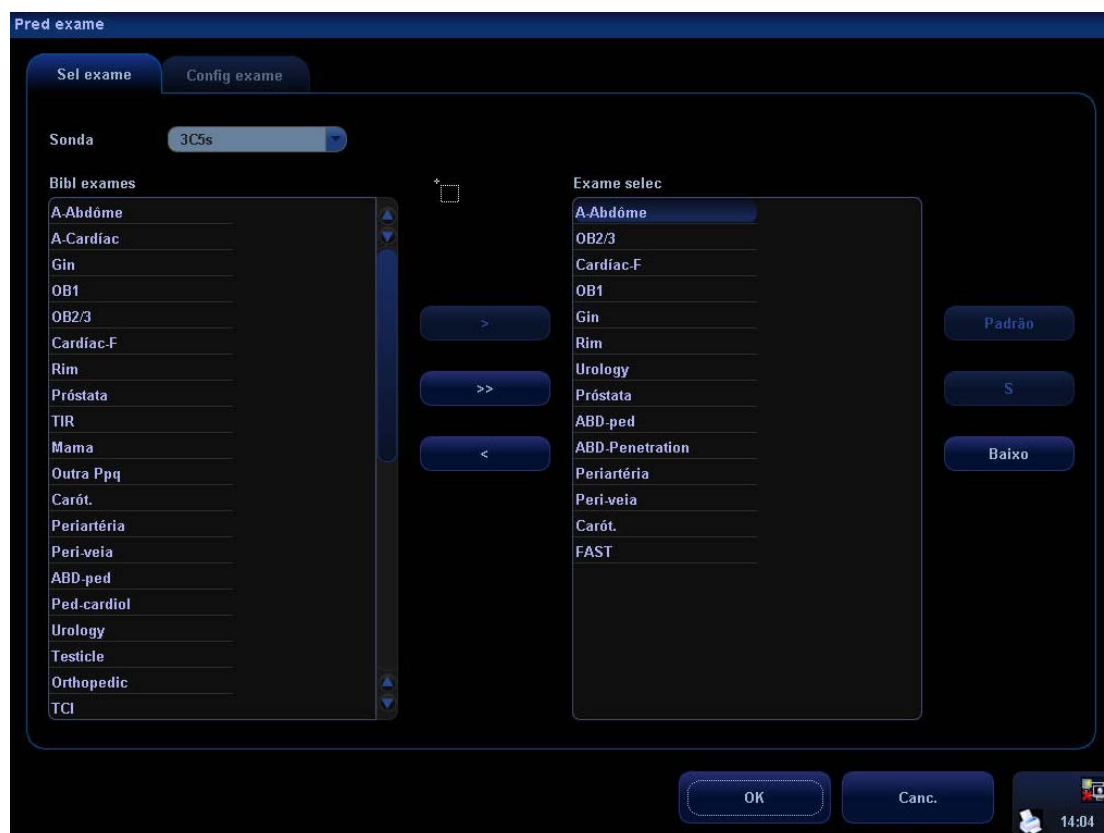 Pred exame
Sel exame
Config exame
Sonda
3C5s
Bibl exames
A-Abdôme
A-Cardíac
Gin
OB1
OB2/3
Cardíac-F
Rim
Próstata
TIR
Mama
Outra Ppq
Carót.
Periartéria
Peri-veia
ABD-ped
Ped-cardiol
Urology
Testicle
Orthopedic
TCI
>
>>
<
Exame selec
A-Abdôme
OB2/3
Cardíac-F
OB1
Gin
Rim
Urology
Próstata
ABD-ped
ABD-Penetration
Periartéria
Peri-veia
Carót.
FAST
Padrão
S
Baixo
OK
Canc.
14:04